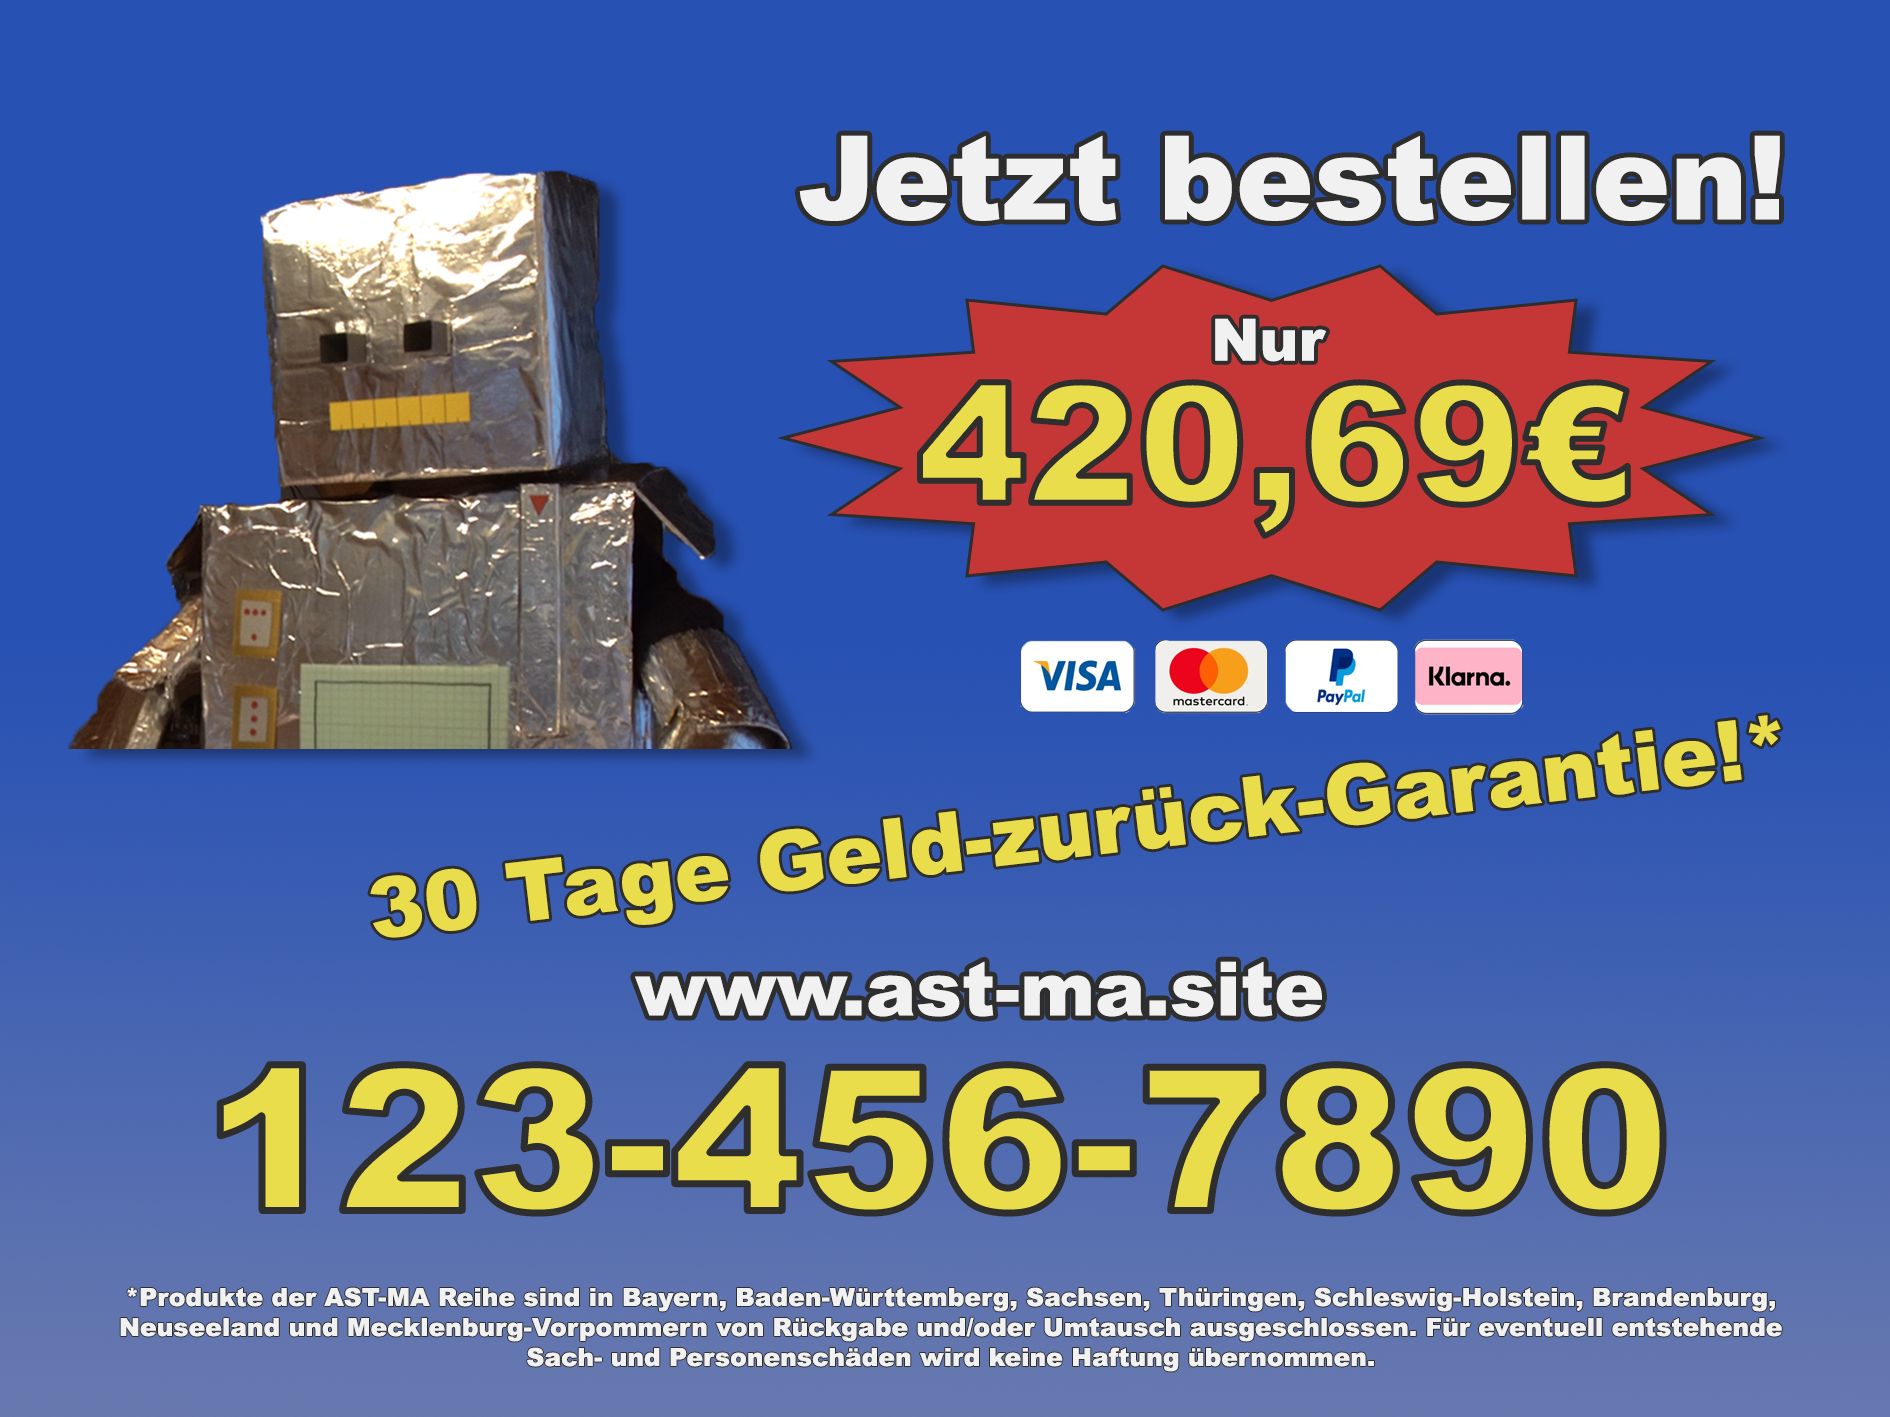 Jetzt bestellen!
Nur
420,69€
VISA
mastercard
PayPal
Klarna.
30 Tage Geld-zurück-Garantie!*
www.ast-ma.site
123-456-7890
*Produkte der AST-MA Reihe sind in Bayern, Baden-Württemberg, Sachsen, Thüringen, Schleswig-Holstein, Brandenburg,
Neuseeland und Mecklenburg-Vorpommern von Rückgabe und/oder Umtausch ausgeschlossen. Für eventuell entstehende
Sach- und Personenschäden wird keine Haftung übernommen.